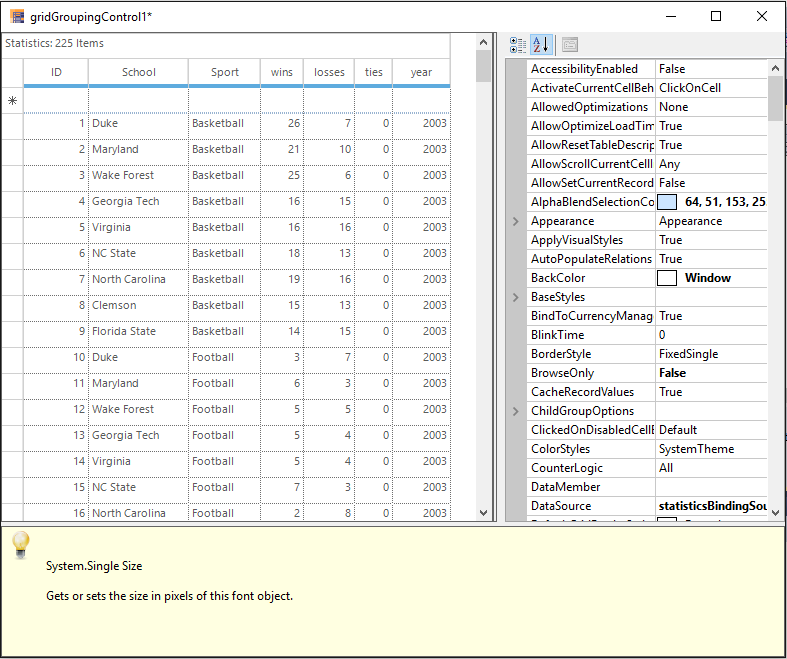 gridGroupingControl1*
Statistics: 225 Items
ID School Sport wins losses ties year
1 Duke Basketball 26 7 0 2003
2 Maryland Basketball 21 10 0 2003
3 Wake Forest Basketball 25 6 0 2003
4 Georgia Tech Basketball 16 15 0 2003
5 Virginia Basketball 16 16 0 2003
6 NC State Basketball 18 13 0 2003
7 North Carolina Basketball 19 16 0 2003
8 Clemson Basketball 15 13 0 2003
9 Florida State Basketball 14 15 0 2003
10 Duke Football 3 7 0 2003
11 Maryland Football 6 3 0 2003
12 Wake Forest Football 5 5 0 2003
13 Georgia Tech Football 5 4 0 2003
14 Virginia Football 5 4 0 2003
15 NC State Football 7 3 0 2003
16 North Carolina Football 2 8 0 2003
AccessibilityEnabled False
ActivateCurrentCellBeh ClickOnCell
AllowedOptimizations None
AllowOptimizeLoadTim True
AllowResetTableDescrip True
AllowScrollCurrentCellI Any
AllowSetCurrentRecord False
AlphaBlendSelectionCo 64, 51, 153, 25
Appearance Appearance
ApplyVisualStyles True
AutoPopulateRelations True
BackColor Window
BaseStyles
BindToCurrencyManag True
BlinkTime 0
BorderStyle FixedSingle
BrowseOnly False
CacheRecordValues True
ChildGroupOptions
ClickedOnDisabledCellB Default
ColorStyles SystemTheme
CounterLogic All
DataMember
DataSource statisticsBindingSou
System.Single Size
Gets or sets the size in pixels of this font object.